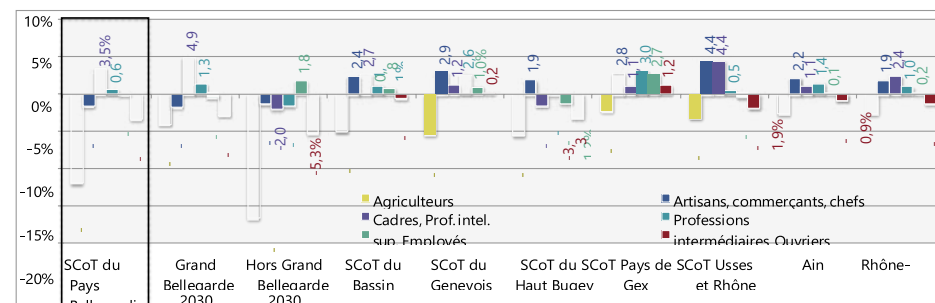 10%
5%
0%
-5%
-10%
-15%
-20%
3,5%
0,6
4,9
1,3
-2,0
1,8
-5,3%
2,4
2,7
2,9
1,2
1,0%
0,2
1,9
-3,3
2,8
3,0
2,7
1,2
4,4
4,4
0,5
2,2
1,1
1,4
0,1
1,9%
1,9
2,4
1,0
0,2
0,9%
Agriculteurs
Artisans, commerçants, chefs
Cadres, Prof. intel.
Professions
sup. Employés
intermédiaires Ouvriers
SCoT du Pays
Grand Bellegarde 2030
Hors Grand Bellegarde 2030
SCoT du Bassin
SCoT du Genevois
SCoT du Haut Bugey
SCoT Pays de Gex
SCoT Usses et Rhône
Ain
Rhône-